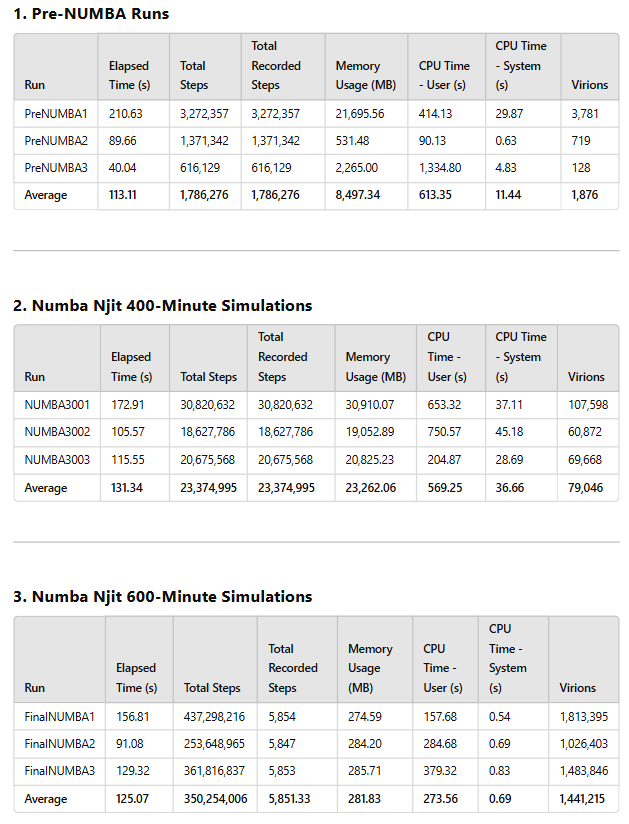 1. Pre-NUMBA Runs
Run Elapsed Time (s) Total Steps Total Recorded Steps Memory Usage (MB) CPU Time - User (s) CPU Time - System (s) Virions
PreNUMBA1 210.63 3,272,357 3,272,357 21,695.56 414.13 29.87 3,781
PreNUMBA2 89.66 1,371,342 1,371,342 531.48 90.13 0.63 719
PreNUMBA3 40.04 616,129 616,129 2,265.00 1,334.80 4.83 128
Average 113.11 1,786,276 1,786,276 8,497.34 613.35 11.44 1,876
2. Numba Njit 400-Minute Simulations
Run Elapsed Time (s) Total Steps Total Recorded Steps Memory Usage (MB) CPU Time - User (s) CPU Time - System (s) Virions
NUMBA3001 172.91 30,820,632 30,820,632 30,910.07 653.32 37.11 107,598
NUMBA3002 105.57 18,627,786 18,627,786 19,052.89 750.57 45.18 60,872
NUMBA3003 115.55 20,675,568 20,675,568 20,825.23 204.87 28.69 69,668
Average 131.34 23,374,995 23,374,995 23,262.06 569.25 36.66 79,046
3. Numba Njit 600-Minute Simulations
Run Elapsed Time (s) Total Steps Total Recorded Steps Memory Usage (MB) CPU Time - User (s) CPU Time - System (s) Virions
FinalNUMBA1 156.81 437,298,216 5,854 274.59 157.68 0.54 1,813,395
FinalNUMBA2 91.08 253,648,965 5,847 284.20 284.68 0.69 1,026,403
FinalNUMBA3 129.32 361,816,837 5,853 285.71 379.32 0.83 1,483,846
Average 125.07 350,254,006 5,851.33 281.83 273.56 0.69 1,441,215